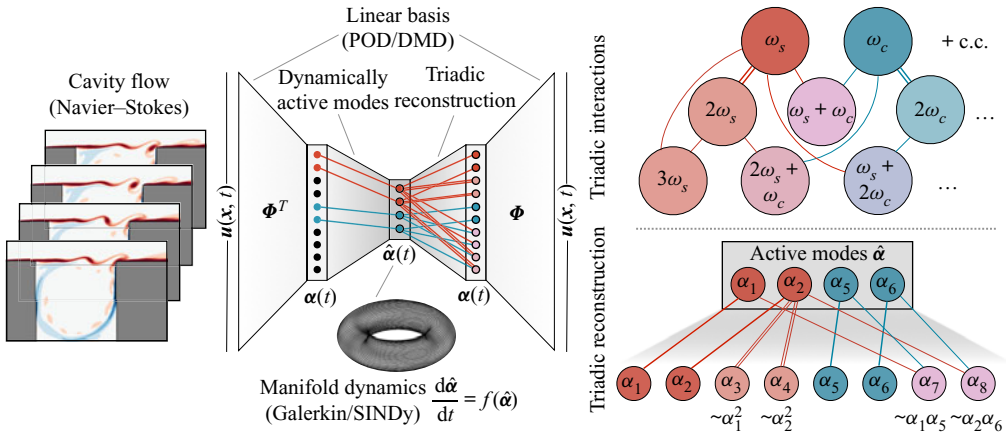 Linear basis
(POD/DMD)
Cavity flow
(Navier–Stokes)
Dynamically
active modes
Triadic
reconstruction
u(x, t)
Φ^T
α(t)
α̂(t)
α(t)
Φ
u(x, t)
Manifold dynamics
(Galerkin/SINDy)
dα̂/dt = f(α̂)
Triadic interactions
ω_s
ω_c
+ c.c.
2ω_s
ω_s + ω_c
2ω_c
...
3ω_s
2ω_s +
ω_c
ω_s +
2ω_c
...
Triadic reconstruction
Active modes α̂
α_1
α_2
α_5
α_6
α_1
α_2
α_3
α_4
α_5
α_6
α_7
α_8
~α_1^2
~α_2^2
~α_1α_5
~α_2α_6